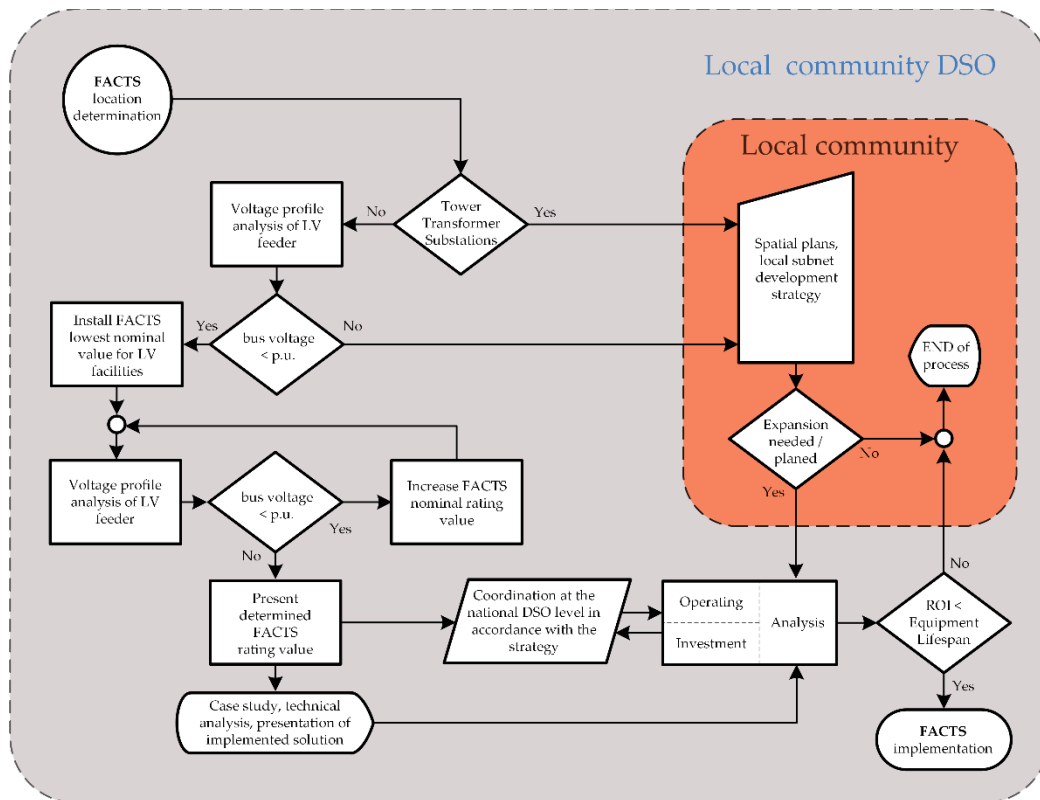 Local  community DSO
FACTS
location
determination
Local community
Tower
Transformer
Substations
No
Yes
Voltage profile
analysis of LV
feeder
Spatial plans,
local subnet
development
strategy
Install FACTS
lowest nominal
value for LV
facilities
Yes
bus voltage
< p.u.
No
END of
process
Expansion
needed /
planed
No
Yes
Voltage profile
analysis of LV
feeder
bus voltage
< p.u.
Yes
No
Increase FACTS
nominal rating
value
Present
determined
FACTS
rating value
Coordination at the
national DSO level in
accordance with the
strategy
Operating
Investment
Analysis
No
ROI <
Equipment
Lifespan
Yes
Case study, technical
analysis, presentation of
implemented solution
FACTS
implementation